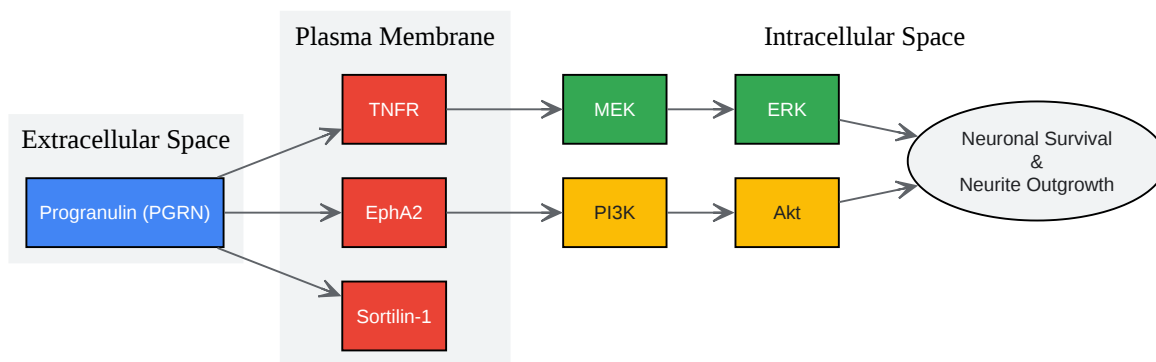 Plasma Membrane
Intracellular Space
TNFR
MEK
ERK
Extracellular Space
Neuronal Survival
&
Neurite Outgrowth
Progranulin (PGRN)
EphA2
PI3K
Akt
Sortilin-1